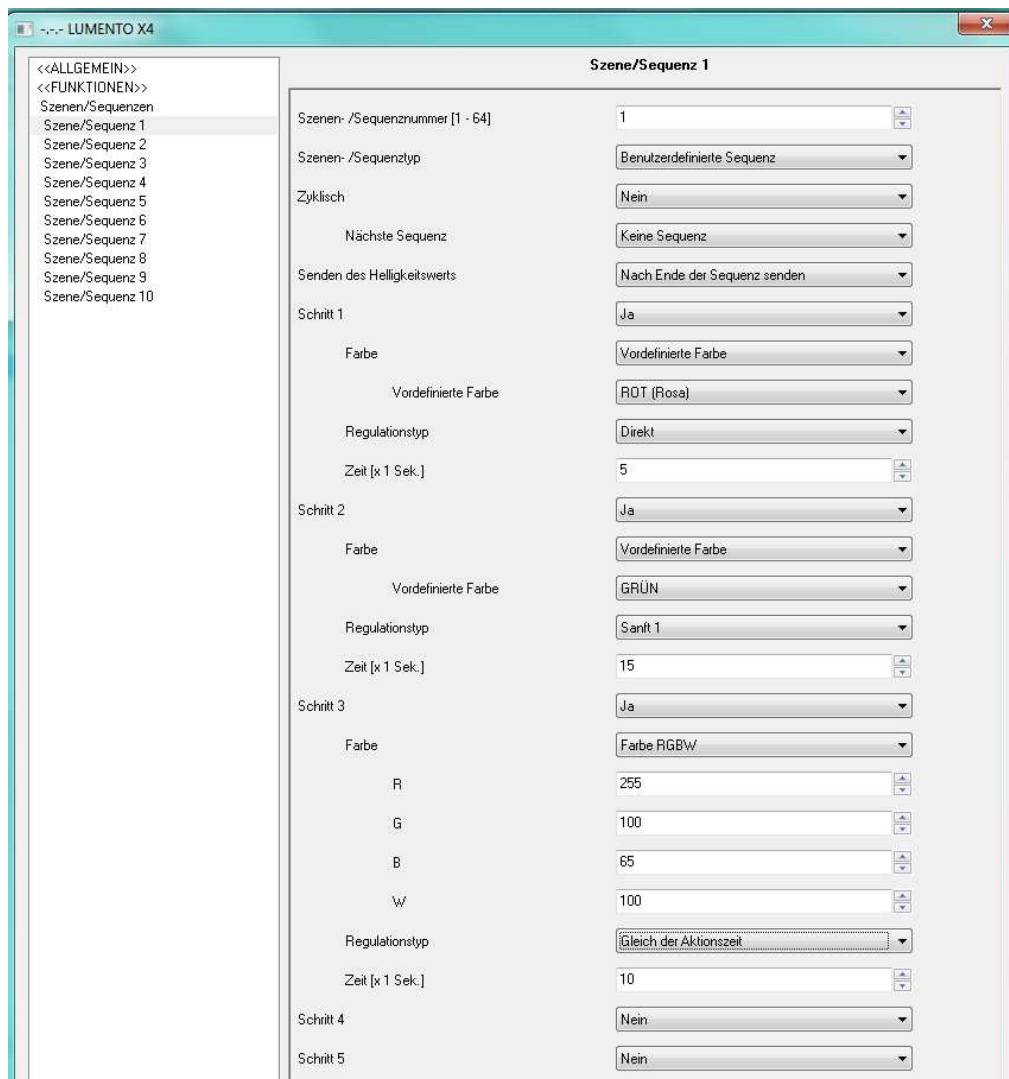 -.-.- LUMENTO X4
<<ALLGEMEIN>>
<<FUNKTIONEN>>
Szenen/Sequenzen
Szene/Sequenz 1
Szene/Sequenz 2
Szene/Sequenz 3
Szene/Sequenz 4
Szene/Sequenz 5
Szene/Sequenz 6
Szene/Sequenz 7
Szene/Sequenz 8
Szene/Sequenz 9
Szene/Sequenz 10
Szene/Sequenz 1
Szenen- /Sequenznummer [1 - 64] 1
Szenen- /Sequenztyp Benutzerdefinierte Sequenz
Zyklisch Nein
Nächste Sequenz Keine Sequenz
Senden des Helligkeitswerts Nach Ende der Sequenz senden
Schritt 1 Ja
Farbe Vordefinierte Farbe
Vordefinierte Farbe ROT (Rosa)
Regulationstyp Direkt
Zeit [x 1 Sek.] 5
Schritt 2 Ja
Farbe Vordefinierte Farbe
Vordefinierte Farbe GRÜN
Regulationstyp Sanft 1
Zeit [x 1 Sek.] 15
Schritt 3 Ja
Farbe Farbe RGBW
R 255
G 100
B 65
W 100
Regulationstyp Gleich der Aktionszeit
Zeit [x 1 Sek.] 10
Schritt 4 Nein
Schritt 5 Nein